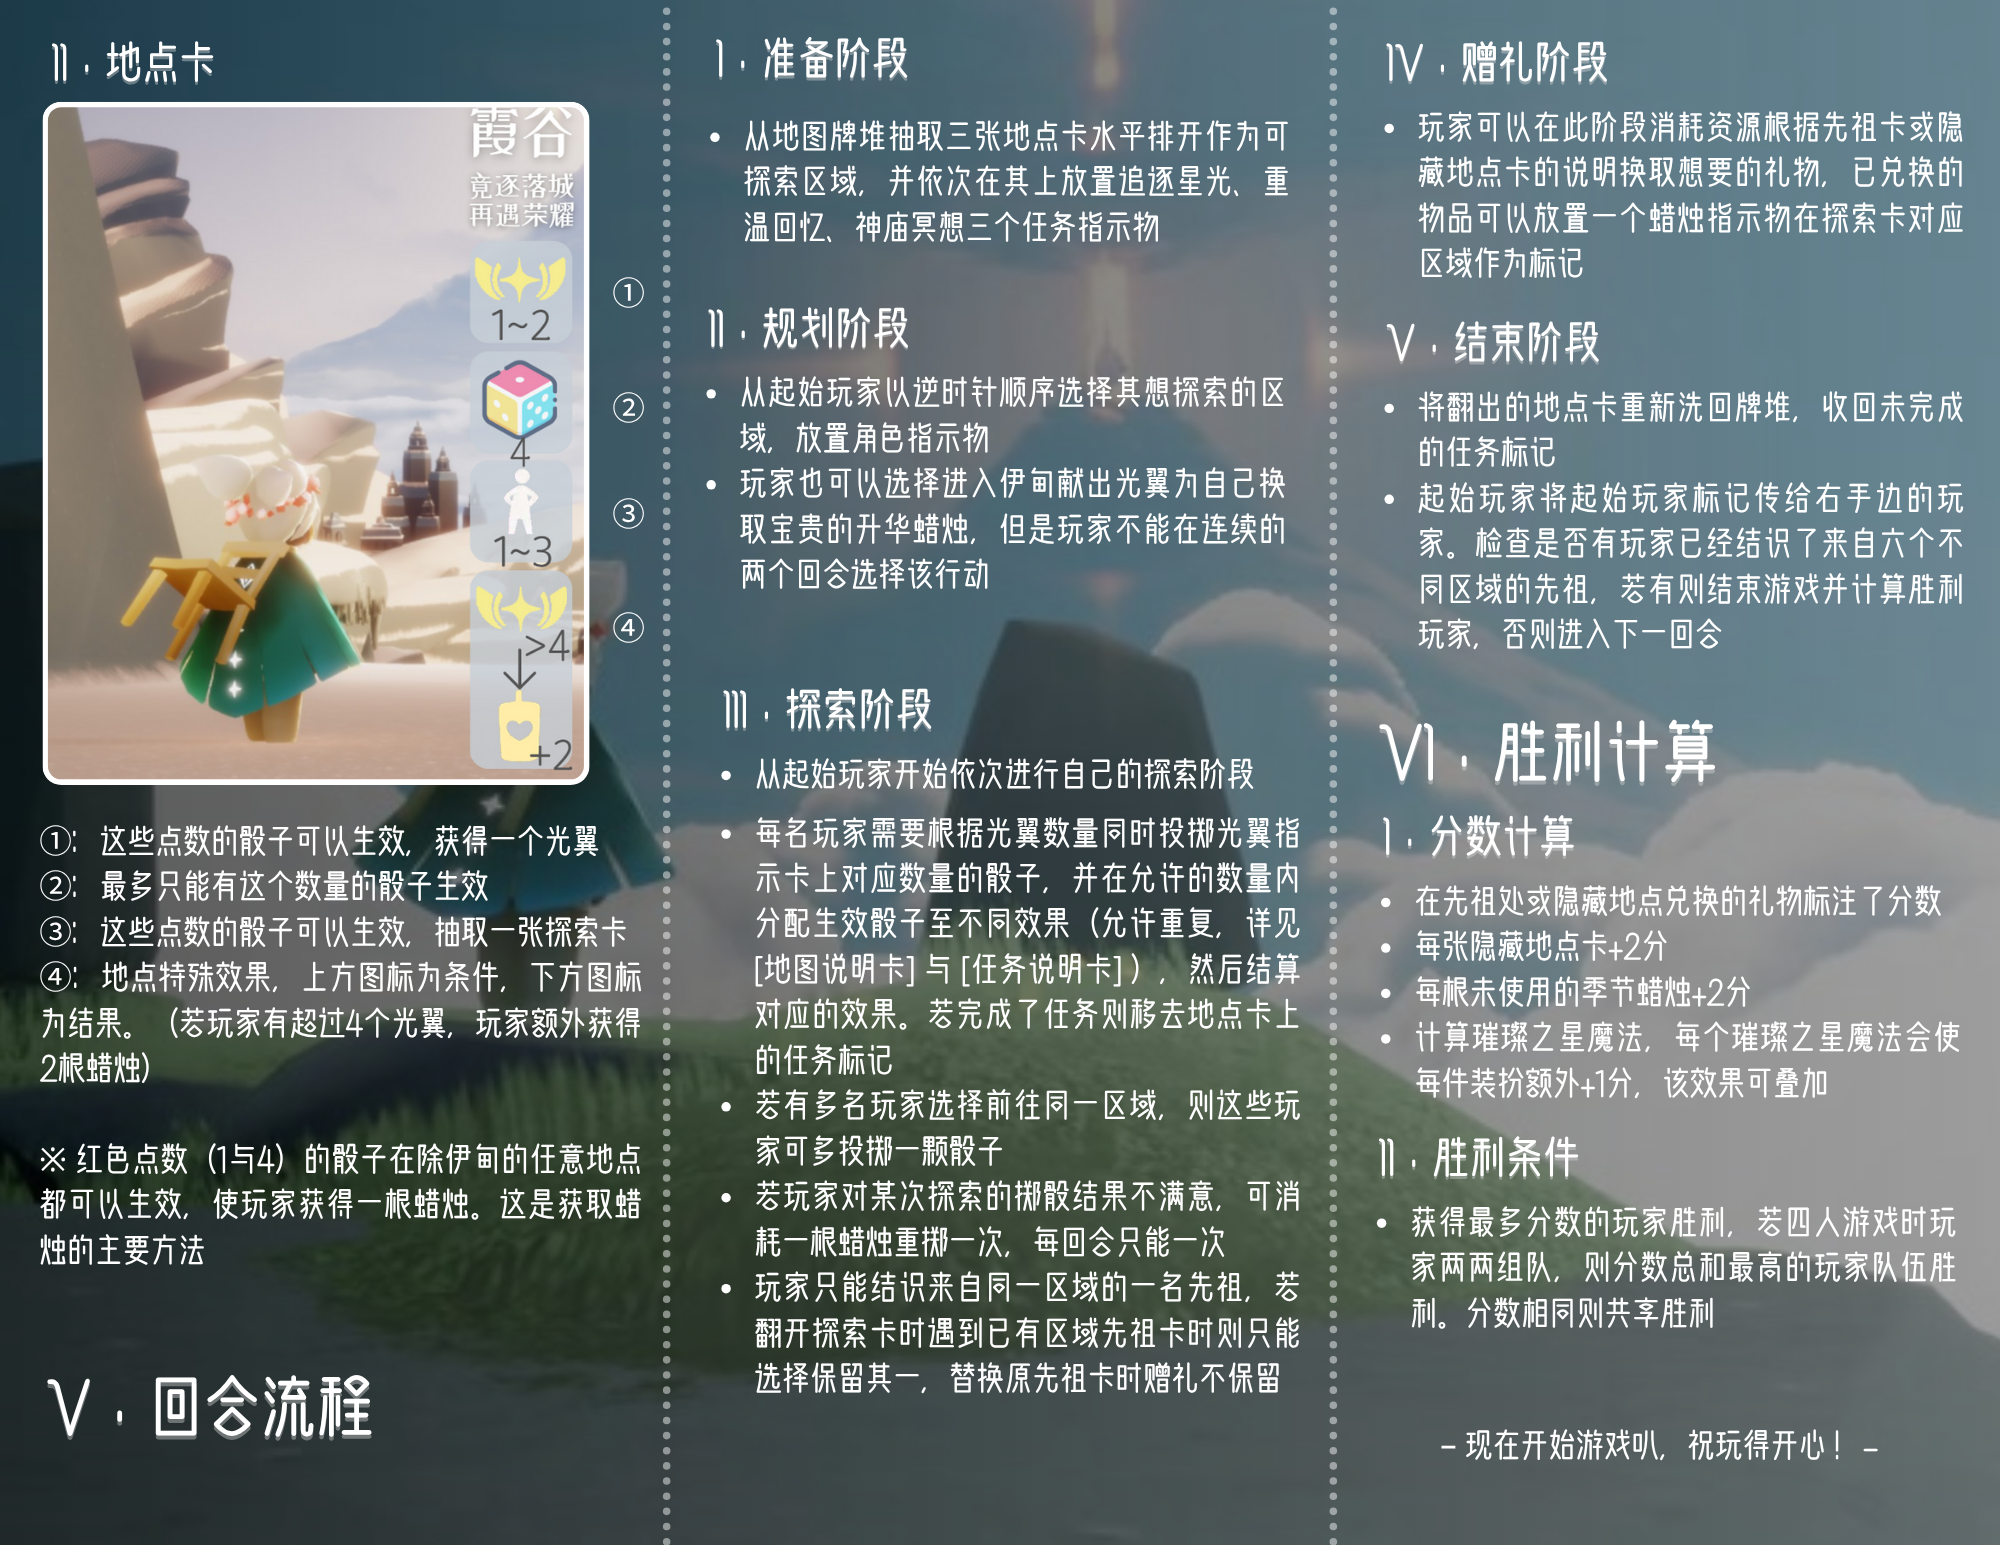 II · 地点卡
霞谷
竞逐落城
再遇荣耀
1~2
4
1~3
>4
+2
①
②
③
④
①：这些点数的骰子可以生效，获得一个光翼
②：最多只能有这个数量的骰子生效
③：这些点数的骰子可以生效，抽取一张探索卡
④：地点特殊效果，上方图标为条件，下方图标
为结果。（若玩家有超过4个光翼，玩家额外获得
2根蜡烛）
※ 红色点数（1与4）的骰子在除伊甸的任意地点
都可以生效，使玩家获得一根蜡烛。这是获取蜡
烛的主要方法
V · 回合流程
I · 准备阶段
• 从地图牌堆抽取三张地点卡水平排开作为可
探索区域，并依次在其上放置追逐星光、重
温回忆、神庙冥想三个任务指示物
II · 规划阶段
• 从起始玩家以逆时针顺序选择其想探索的区
域，放置角色指示物
• 玩家也可以选择进入伊甸献出光翼为自己换
取宝贵的升华蜡烛，但是玩家不能在连续的
两个回合选择该行动
III · 探索阶段
• 从起始玩家开始依次进行自己的探索阶段
• 每名玩家需要根据光翼数量同时投掷光翼指
示卡上对应数量的骰子，并在允许的数量内
分配生效骰子至不同效果（允许重复，详见
[地图说明卡] 与 [任务说明卡]），然后结算
对应的效果。若完成了任务则移去地点卡上
的任务标记
• 若有多名玩家选择前往同一区域，则这些玩
家可多投掷一颗骰子
• 若玩家对某次探索的掷骰结果不满意，可消
耗一根蜡烛重掷一次，每回合只能一次
• 玩家只能结识来自同一区域的一名先祖，若
翻开探索卡时遇到已有区域先祖卡时则只能
选择保留其一，替换原先祖卡时赠礼不保留
IV · 赠礼阶段
• 玩家可以在此阶段消耗资源根据先祖卡或隐
藏地点卡的说明换取想要的礼物，已兑换的
物品可以放置一个蜡烛指示物在探索卡对应
区域作为标记
V · 结束阶段
• 将翻出的地点卡重新洗回牌堆，收回未完成
的任务标记
• 起始玩家将起始玩家标记传给右手边的玩
家。检查是否有玩家已经结识了来自六个不
同区域的先祖，若有则结束游戏并计算胜利
玩家，否则进入下一回合
VI · 胜利计算
I · 分数计算
• 在先祖处或隐藏地点兑换的礼物标注了分数
• 每张隐藏地点卡+2分
• 每根未使用的季节蜡烛+2分
• 计算璀璨之星魔法，每个璀璨之星魔法会使
每件装扮额外+1分，该效果可叠加
II · 胜利条件
• 获得最多分数的玩家胜利，若四人游戏时玩
家两两组队，则分数总和最高的玩家队伍胜
利。分数相同则共享胜利
– 现在开始游戏叭，祝玩得开心！ –